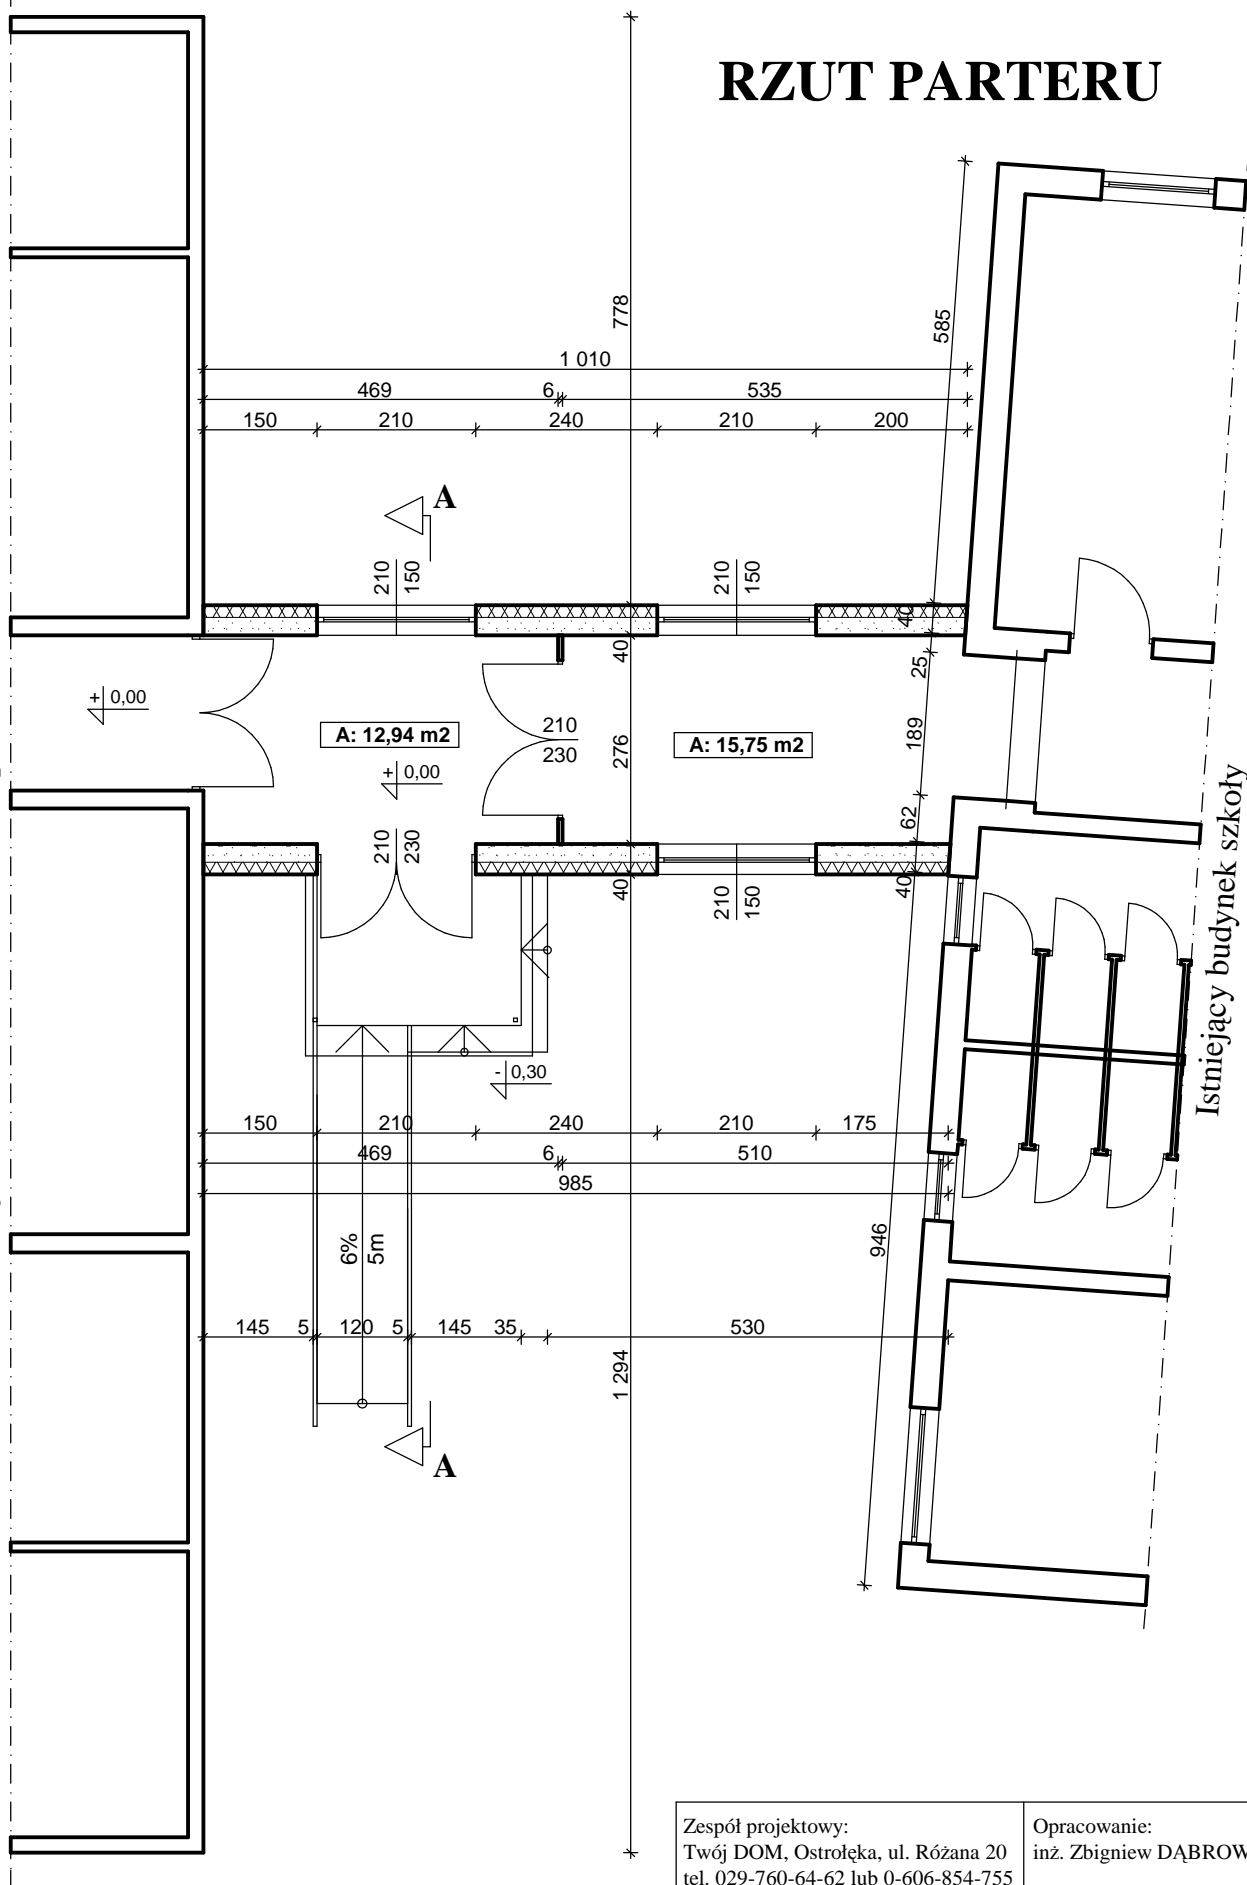 RZUT PARTERU
778
585
1 010
469 6 535
150 210 240 210 200
A
210
150
210
150
40
40
25
+ 0,00
A: 12,94 m2
210
230
276
A: 15,75 m2
189
+ 0,00
62
210
230
40
210
150
40
Istniejący budynek szkoły
- 0,30
150 210 240 210 175
469 6 510
985
6%
5m
946
145 5 120 5 145 35 530
1 294
A
Zespół projektowy:
Twój DOM, Ostrołęka, ul. Różana 20
tel. 029-760-64-62 lub 0-606-854-755
Opracowanie:
inż. Zbigniew DĄBROW